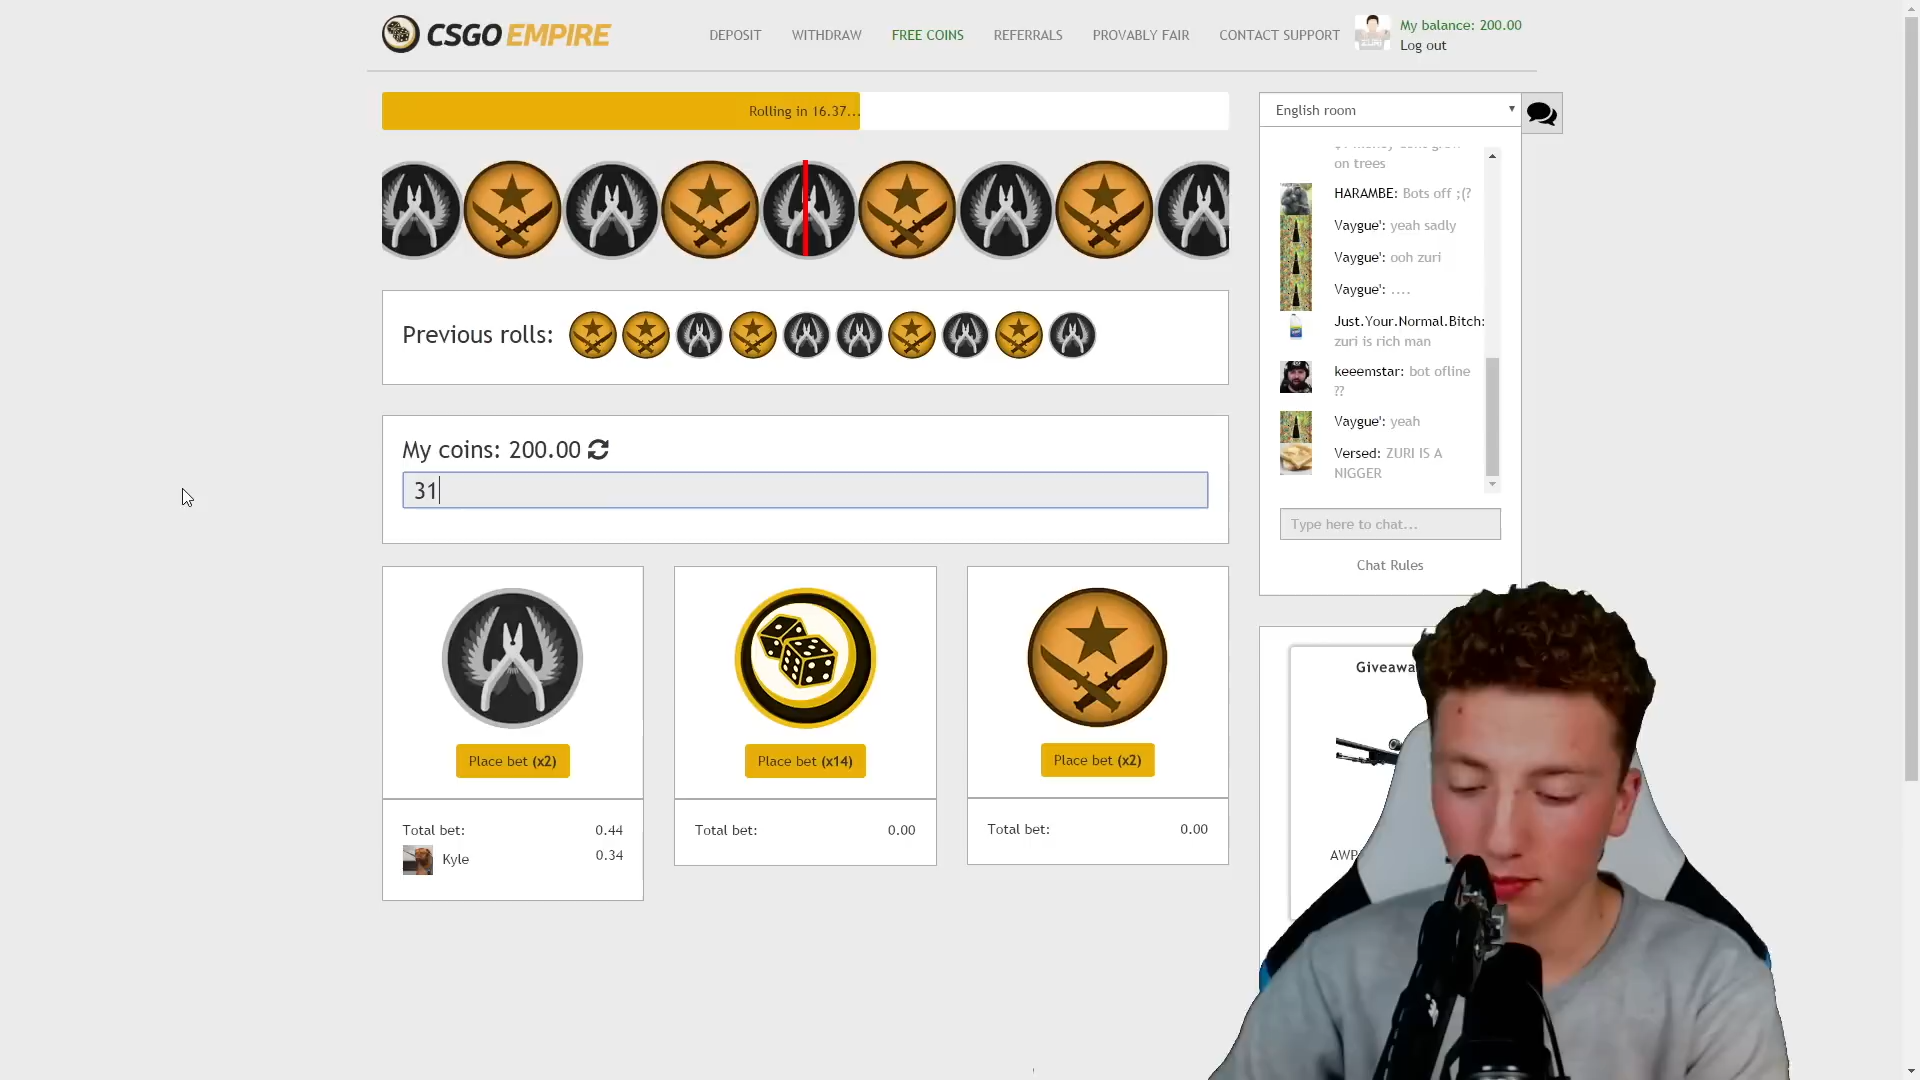 CSGO EMPIRE
DEPOSIT
WITHDRAW
FREE COINS
REFERRALS
PROVABLY FAIR
CONTACT SUPPORT
My balance: 200.00
Log out
Rolling in 16.37...
Previous rolls:
My coins: 200.00
31
Place bet (x2)
Total bet: 0.44
Kyle 0.34
Place bet (x14)
Total bet: 0.00
Place bet (x2)
Total bet: 0.00
English room
on trees
HARAMBE: Bots off ;(?
Vaygue': yeah sadly
Vaygue': ooh zuri
Vaygue': ....
Just.Your.Normal.Bitch:
zuri is rich man
keeemstar: bot ofline
??
Vaygue': yeah
Versed: ZURI IS A
NIGGER
Type here to chat...
Chat Rules
Giveawa
AWP